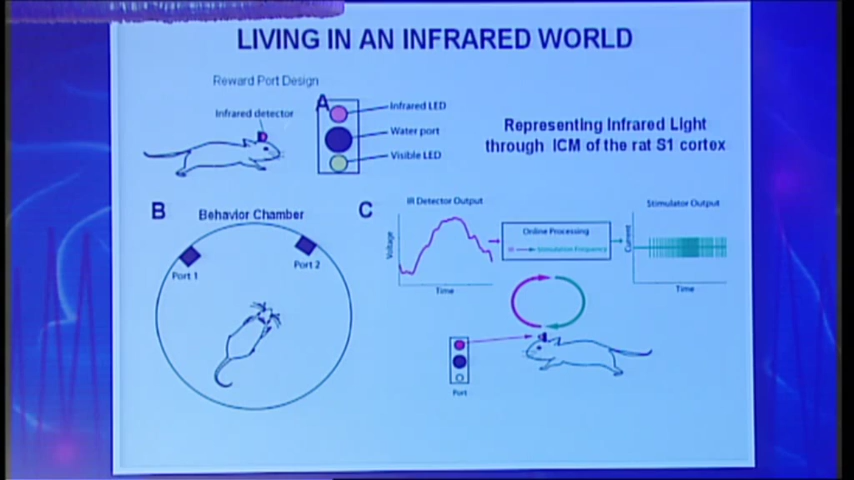 LIVING IN AN INFRARED WORLD
Reward Port Design
A
Infrared detector
Infrared LED
Water port
Visible LED
Representing Infrared Light
through ICM of the rat S1 cortex
B
Behavior Chamber
Port 1
Port 2
C
IR Detector Output
Voltage
Time
Online Processing
IR
Stimulation Frequency
Stimulator Output
Current
Time
Port